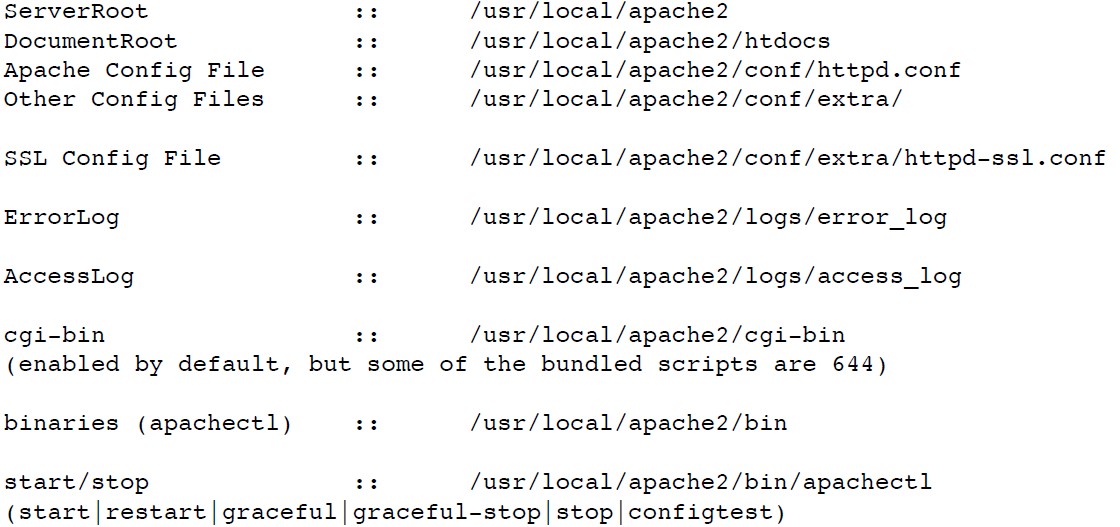 ServerRoot :: /usr/local/apache2
DocumentRoot :: /usr/local/apache2/htdocs
Apache Config File :: /usr/local/apache2/conf/httpd.conf
Other Config Files :: /usr/local/apache2/conf/extra/
SSL Config File :: /usr/local/apache2/conf/extra/httpd-ssl.conf
ErrorLog :: /usr/local/apache2/logs/error_log
AccessLog :: /usr/local/apache2/logs/access_log
cgi-bin :: /usr/local/apache2/cgi-bin
(enabled by default, but some of the bundled scripts are 644)
binaries (apachectl) :: /usr/local/apache2/bin
start/stop :: /usr/local/apache2/bin/apachectl
(start|restart|graceful|graceful-stop|stop|configtest)